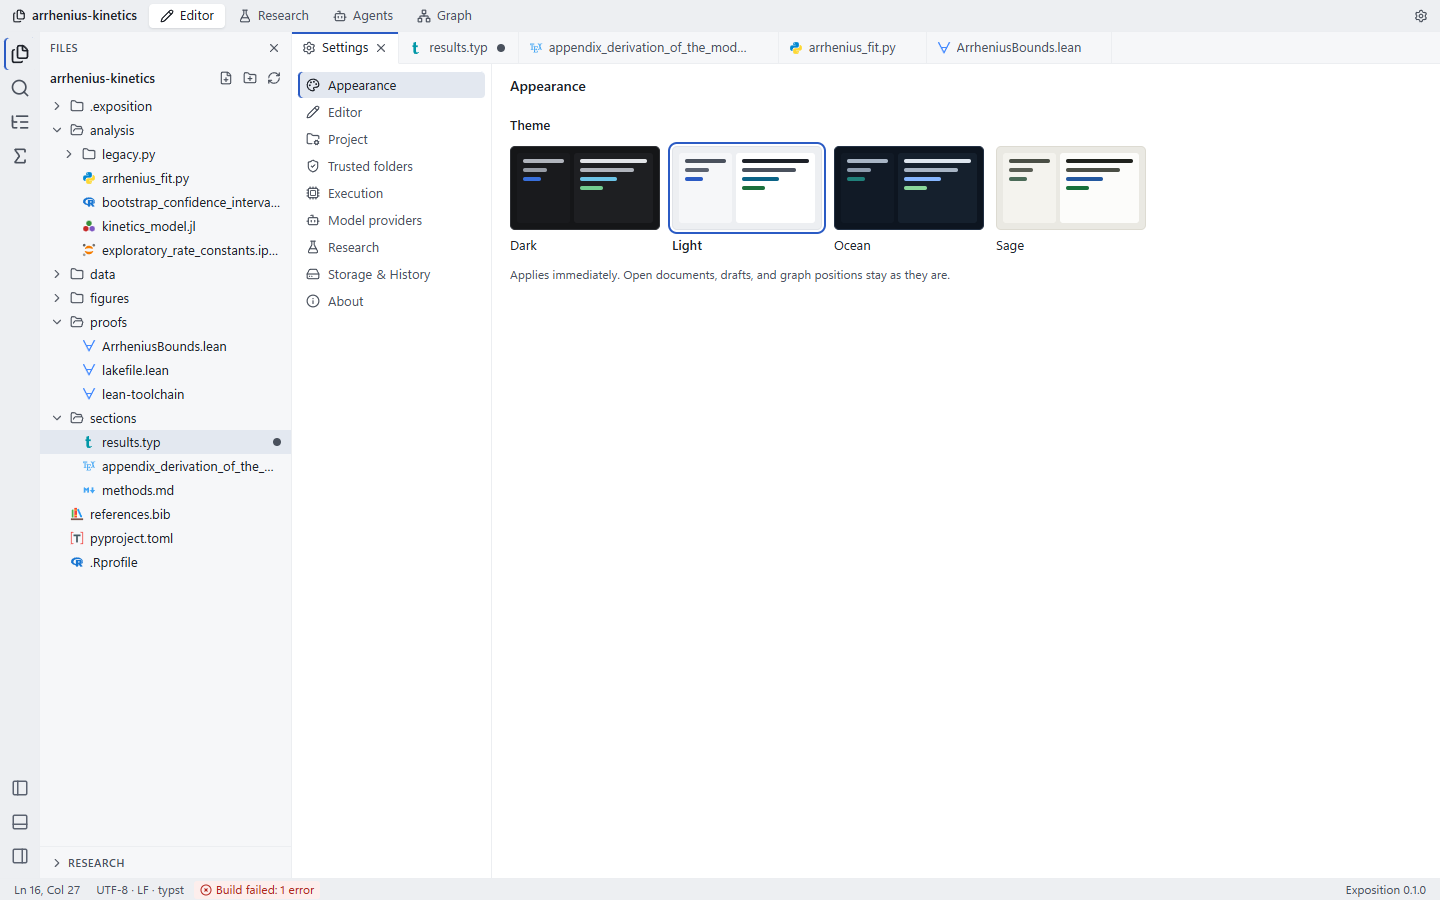 arrhenius-kinetics
Editor
Research
Agents
Graph
FILES
arrhenius-kinetics
.exposition
analysis
legacy.py
arrhenius_fit.py
bootstrap_confidence_interva...
kinetics_model.jl
exploratory_rate_constants.ip...
data
figures
proofs
ArrheniusBounds.lean
lakefile.lean
lean-toolchain
sections
results.typ
appendix_derivation_of_the_...
methods.md
references.bib
pyproject.toml
.Rprofile
RESEARCH
Settings
results.typ
appendix_derivation_of_the_mod...
arrhenius_fit.py
ArrheniusBounds.lean
Appearance
Editor
Project
Trusted folders
Execution
Model providers
Research
Storage & History
About
Appearance
Theme
Dark
Light
Ocean
Sage
Applies immediately. Open documents, drafts, and graph positions stay as they are.
Ln 16, Col 27
UTF-8 · LF · typst
Build failed: 1 error
Exposition 0.1.0